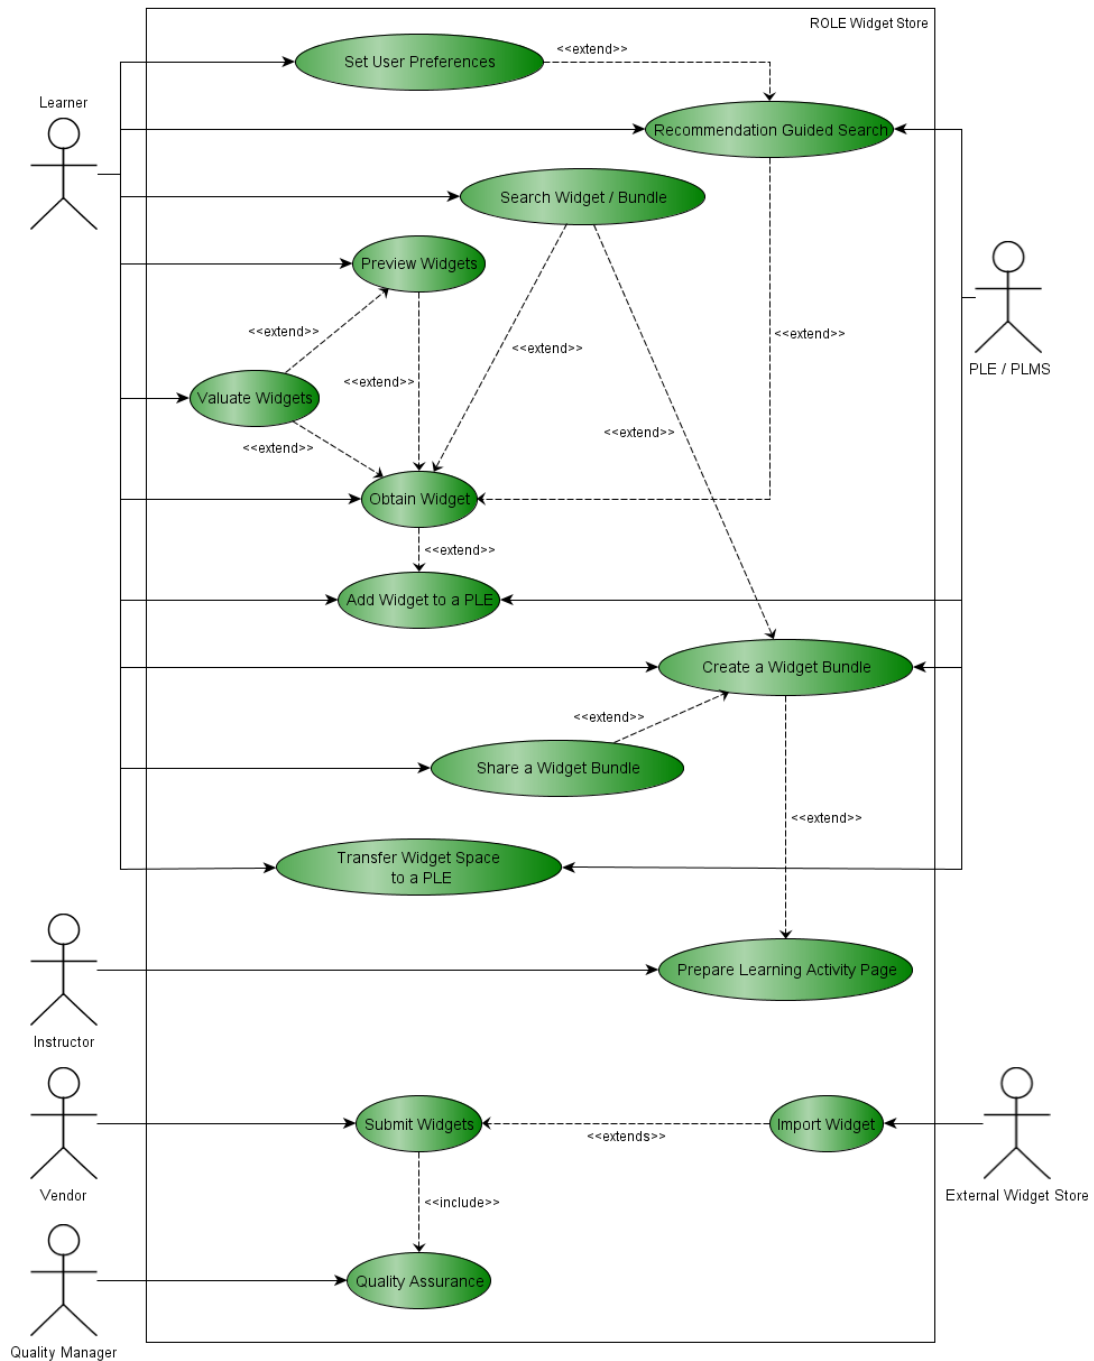 ROLE Widget Store
<<extend>>
Set User Preferences
Learner
Recommendation Guided Search
Search Widget / Bundle
Preview Widgets
<<extend>>
<<extend>>
<<extend>>
PLE / PLMS
<<extend>>
Valuate Widgets
<<extend>>
<<extend>>
Obtain Widget
<<extend>>
Add Widget to a PLE
Create a Widget Bundle
<<extend>>
Share a Widget Bundle
<<extend>>
Transfer Widget Space
to a PLE
Prepare Learning Activity Page
Instructor
Submit Widgets
Import Widget
<<extends>>
Vendor
External Widget Store
<<include>>
Quality Assurance
Quality Manager